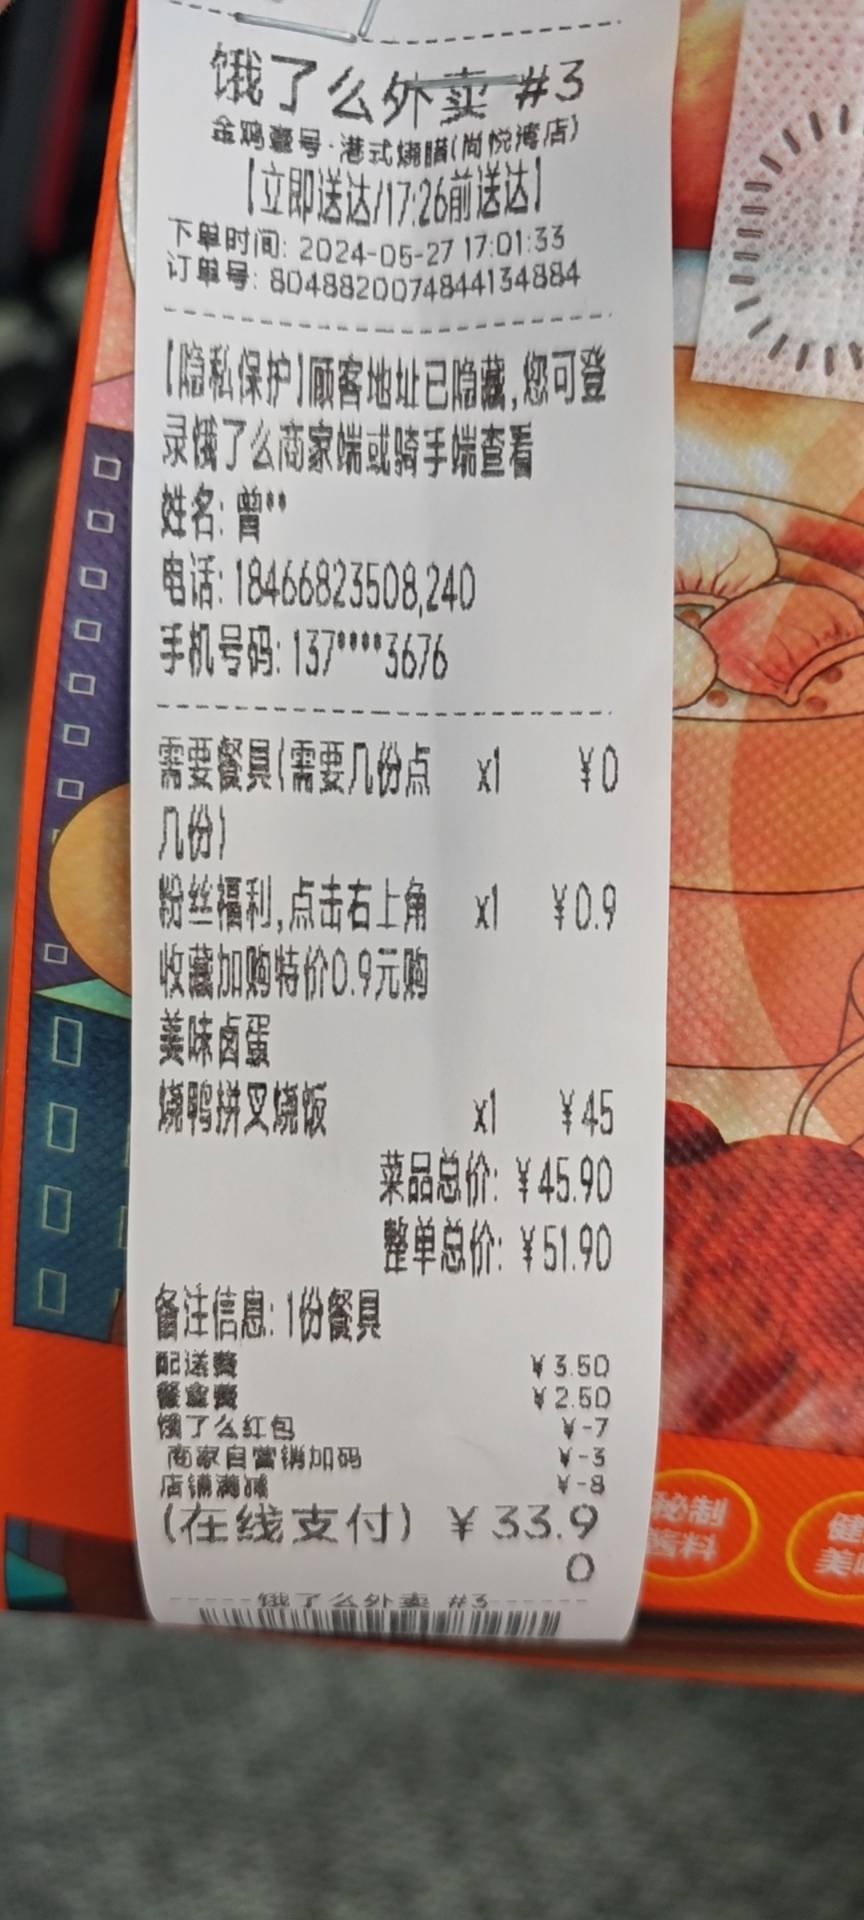 饿了么外卖 #3
金鸡壹号·港式烧腊(尚悦湾店)
【立即送达/17:26前送达】
下单时间: 2024-05-27 17:01:33
订单号: 8048820074844134884
【隐私保护】顾客地址已隐藏,您可登
录饿了么商家端或骑手端查看
姓名: 曾**
电话: 18466823508,240
手机号码: 137****3676
需要餐具(需要几份点 x1 ¥0
几份)
粉丝福利,点击右上角 x1 ¥0.9
收藏加购特价0.9元购
美味卤蛋
烧鸭拼叉烧饭 x1 ¥45
菜品总价: ¥45.90
整单总价: ¥51.90
备注信息: 1份餐具
配送费 ¥3.50
餐盒费 ¥2.50
饿了么红包 ¥-7
商家自营销加码 ¥-3
店铺满减 ¥-8
(在线支付) ¥33.9
0
饿了么外卖 #3
秘制
酱料
健
美味